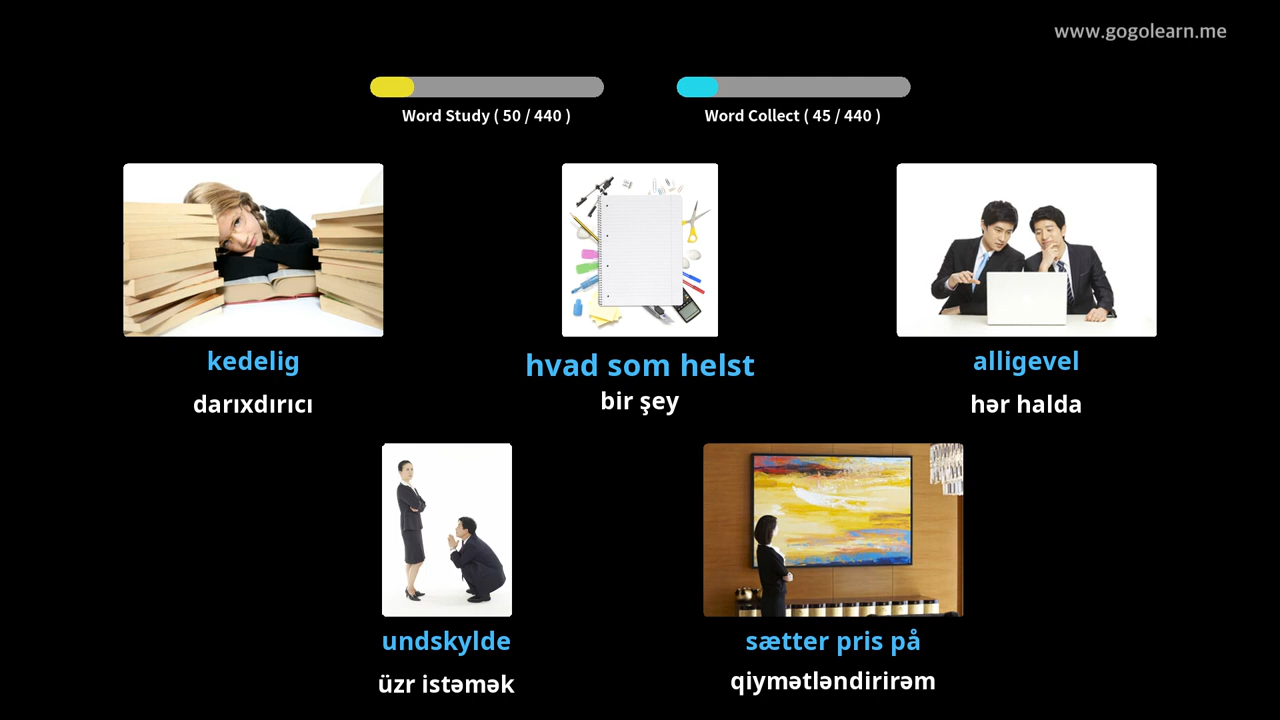 www.gogolearn.me
Word Study ( 50 / 440 )
Word Collect ( 45 / 440 )
kedelig
darıxdırıcı
hvad som helst
bir şey
alligevel
hər halda
undskylde
üzr istəmək
sætter pris på
qiymətləndirirəm